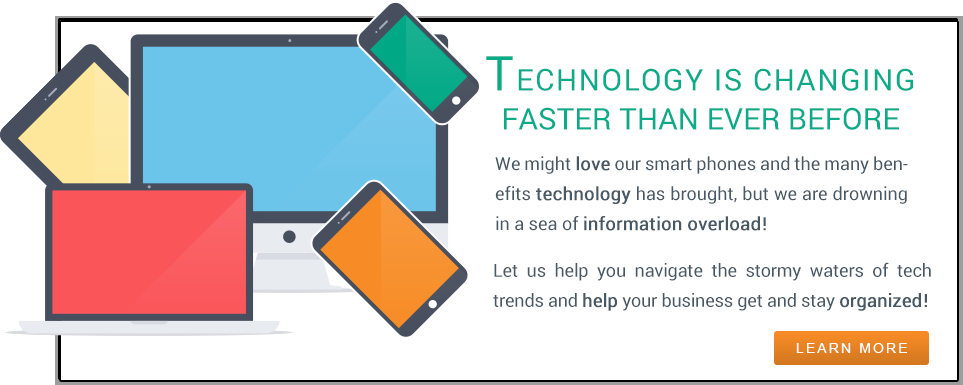 TECHNOLOGY IS CHANGING
FASTER THAN EVER BEFORE
We might love our smart phones and the many ben-
efits technology has brought, but we are drowning
in a sea of information overload!
Let us help you navigate the stormy waters of tech
trends and help your business get and stay organized!
LEARN MORE